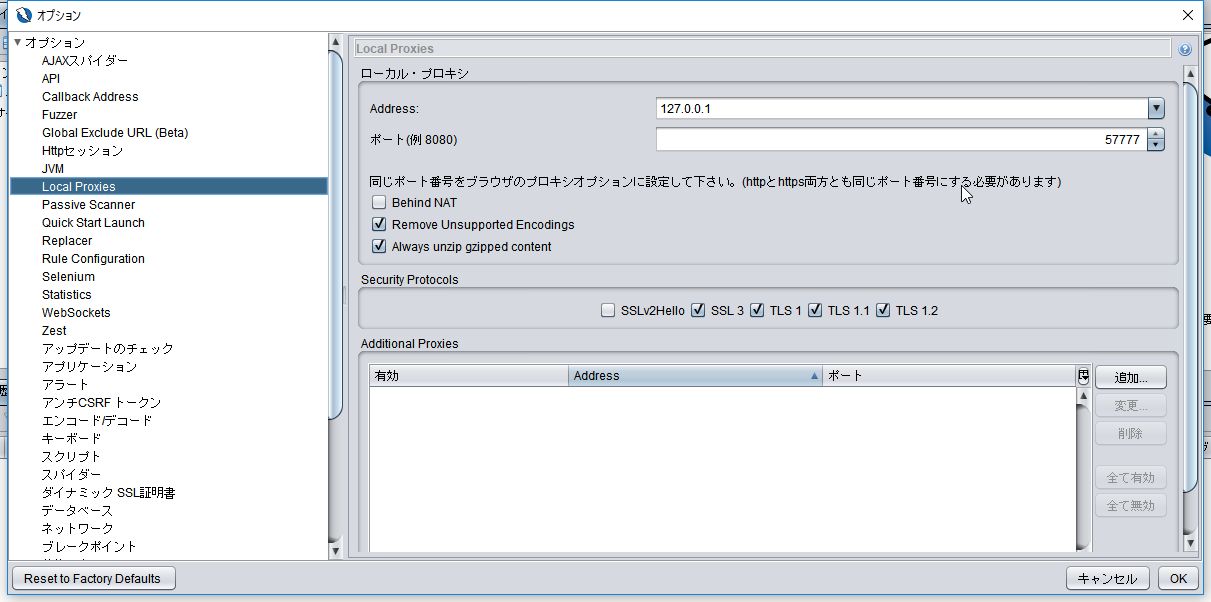 オプション
オプション
AJAXスパイダー
API
Callback Address
Fuzzer
Global Exclude URL (Beta)
Httpセッション
JVM
Local Proxies
Passive Scanner
Quick Start Launch
Replacer
Rule Configuration
Selenium
Statistics
WebSockets
Zest
アップデートのチェック
アプリケーション
アラート
アンチCSRF トークン
エンコード/デコード
キーボード
スクリプト
スパイダー
ダイナミック SSL証明書
データベース
ネットワーク
ブレークポイント
Local Proxies
ローカル・プロキシ
Address:
127.0.0.1
ポート(例 8080)
57777
同じポート番号をブラウザのプロキシオプションに設定して下さい。(httpとhttps両方とも同じポート番号にする必要があります)
Behind NAT
Remove Unsupported Encodings
Always unzip gzipped content
Security Protocols
SSLv2Hello SSL 3 TLS 1 TLS 1.1 TLS 1.2
Additional Proxies
有効 Address ポート
追加...
変更...
削除
全て有効
全て無効
Reset to Factory Defaults
キャンセル OK